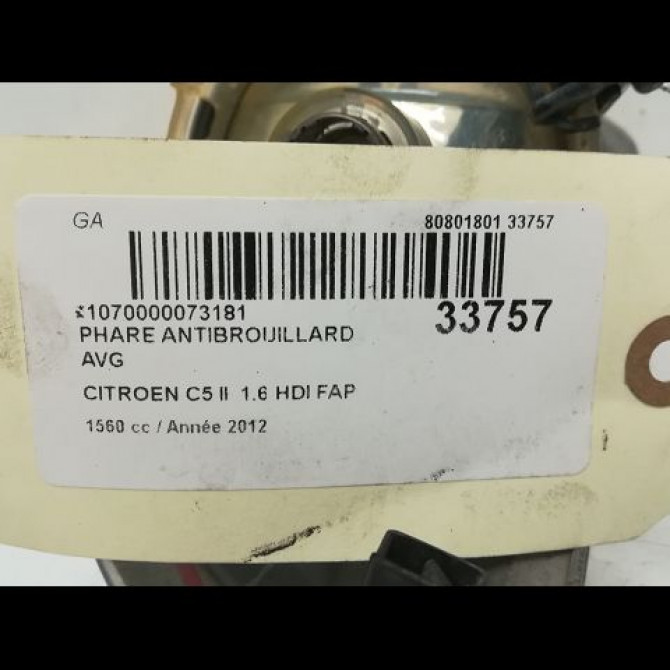 GA
80801801 33757
*1070000073181
33757
PHARE ANTIBROUILLARD
AVG
CITROEN C5 II 1.6 HDI FAP
1560 cc / Année 2012